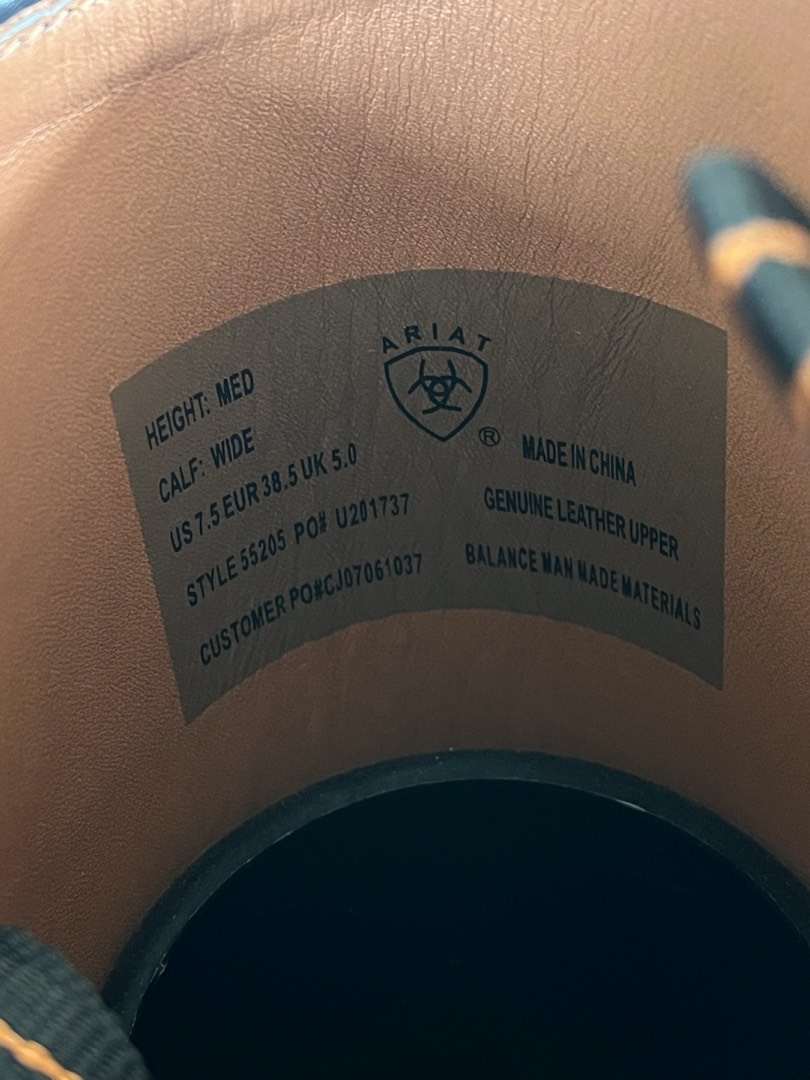 ARIAT
®
HEIGHT: MED
CALF: WIDE
US 7.5 EUR 38.5 UK 5.0
STYLE 55205 PO# U201737
CUSTOMER PO#CJ07061037
MADE IN CHINA
GENUINE LEATHER UPPER
BALANCE MAN MADE MATERIALS